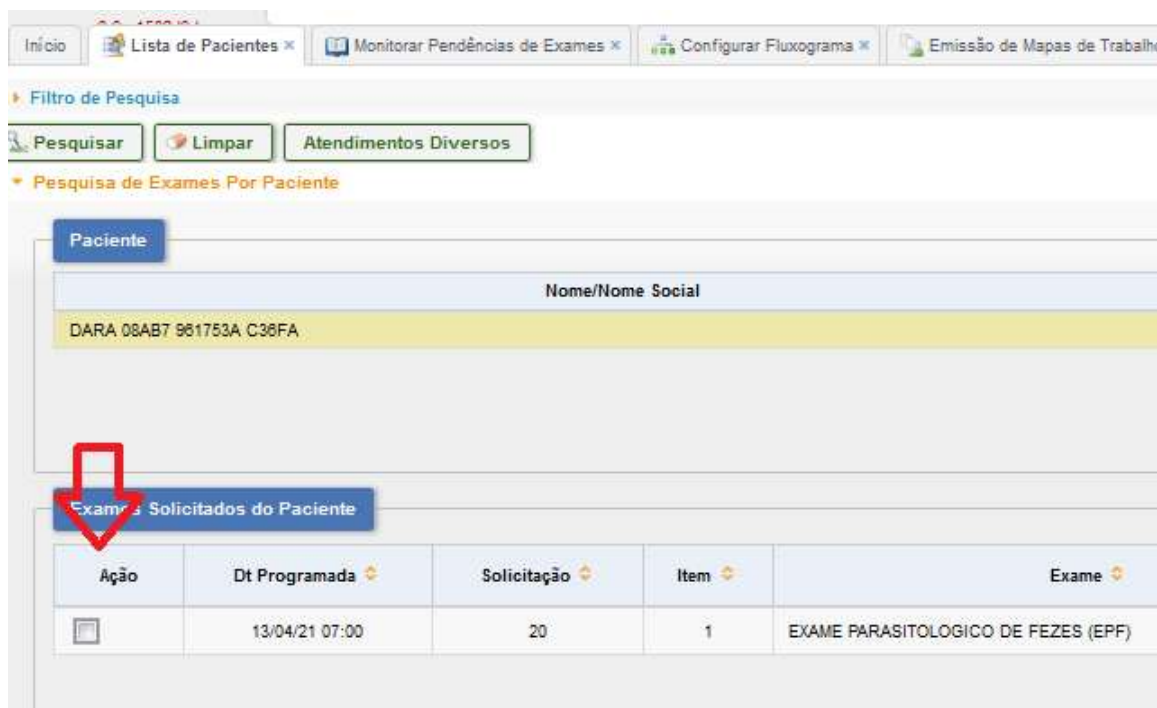 Início Lista de Pacientes × Monitorar Pendências de Exames × Configurar Fluxograma × Emissão de Mapas de Trabalho
Filtro de Pesquisa
Pesquisar Limpar Atendimentos Diversos
Pesquisa de Exames Por Paciente
Paciente
Nome/Nome Social
DARA 08AB7 961753A C36FA
Exames Solicitados do Paciente
Ação Dt Programada Solicitação Item Exame
13/04/21 07:00 20 1 EXAME PARASITOLOGICO DE FEZES (EPF)